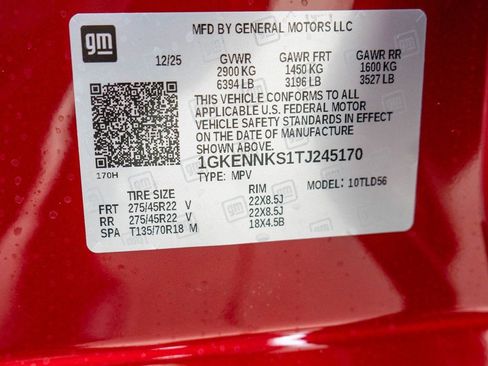 gm
MFD BY GENERAL MOTORS LLC
12/25 GVWR GAWR FRT GAWR RR
2900 KG 1450 KG 1600 KG
6394 LB 3196 LB 3527 LB
THIS VEHICLE CONFORMS TO ALL
APPLICABLE U.S. FEDERAL MOTOR
VEHICLE SAFETY STANDARDS IN EFFECT
ON THE DATE OF MANUFACTURE
SHOWN ABOVE.
170H
1GKENNKS1TJ245170
TYPE: MPV MODEL: 10TLD56
TIRE SIZE RIM
FRT 275/45R22 V 22X8.5J
RR 275/45R22 V 22X8.5J
SPA T135/70R18 M 18X4.5B